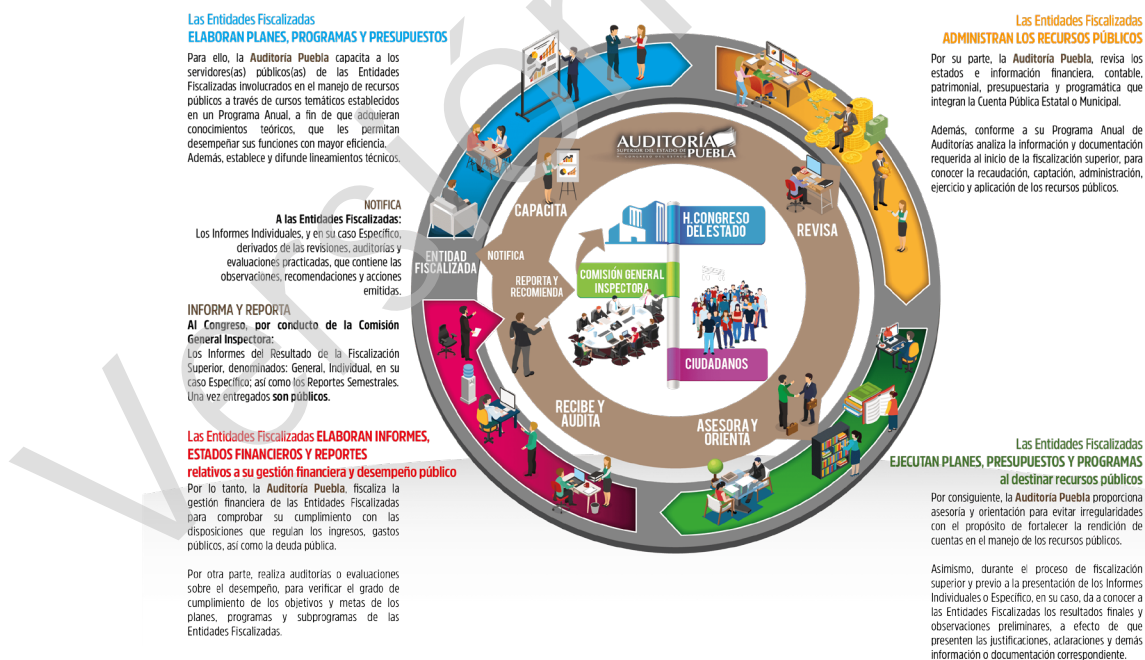 Las Entidades Fiscalizadas
ELABORAN PLANES, PROGRAMAS Y PRESUPUESTOS
Para ello, la Auditoría Puebla capacita a los
servidores(as) públicos(as) de las Entidades
Fiscalizadas involucrados en el manejo de recursos
públicos a través de cursos temáticos establecidos
en un Programa Anual, a fin de que adquieran
conocimientos teóricos, que les permitan
desempeñar sus funciones con mayor eficiencia.
Además, establece y difunde lineamientos técnicos.
NOTIFICA
A las Entidades Fiscalizadas:
Los Informes Individuales, y en su caso Específico,
derivados de las revisiones, auditorías y
evaluaciones practicadas, que contiene las
observaciones, recomendaciones y acciones
emitidas.
INFORMA Y REPORTA
Al Congreso, por conducto de la Comisión
General Inspectora:
Los Informes del Resultado de la Fiscalización
Superior, denominados: General, Individual, en su
caso Específico; así como los Reportes Semestrales.
Una vez entregados son públicos.
Las Entidades Fiscalizadas ELABORAN INFORMES,
ESTADOS FINANCIEROS Y REPORTES
relativos a su gestión financiera y desempeño público
Por lo tanto, la Auditoría Puebla, fiscaliza la
gestión financiera de las Entidades Fiscalizadas
para comprobar su cumplimiento con las
disposiciones que regulan los ingresos, gastos
públicos, así como la deuda pública.
Por otra parte, realiza auditorías o evaluaciones
sobre el desempeño, para verificar el grado de
cumplimiento de los objetivos y metas de los
planes, programas y subprogramas de las
Entidades Fiscalizadas.
AUDITORÍA
SUPERIOR DEL ESTADO DE PUEBLA
H. CONGRESO DEL ESTADO
CAPACITA
REVISA
H. CONGRESO
DEL ESTADO
ENTIDAD
FISCALIZADA
NOTIFICA
REPORTA Y
RECOMIENDA
COMISIÓN GENERAL
INSPECTORA
CIUDADANOS
RECIBE Y
AUDITA
ASESORA Y
ORIENTA
Las Entidades Fiscalizadas
ADMINISTRAN LOS RECURSOS PÚBLICOS
Por su parte, la Auditoría Puebla, revisa los
estados e información financiera, contable,
patrimonial, presupuestaria y programática que
integran la Cuenta Pública Estatal o Municipal.
Además, conforme a su Programa Anual de
Auditorías analiza la información y documentación
requerida al inicio de la fiscalización superior, para
conocer la recaudación, captación, administración,
ejercicio y aplicación de los recursos públicos.
Las Entidades Fiscalizadas
EJECUTAN PLANES, PRESUPUESTOS Y PROGRAMAS
al destinar recursos públicos
Por consiguiente, la Auditoría Puebla proporciona
asesoría y orientación para evitar irregularidades
con el propósito de fortalecer la rendición de
cuentas en el manejo de los recursos públicos.
Asimismo, durante el proceso de fiscalización
superior y previo a la presentación de los Informes
Individuales o Específico, en su caso, da a conocer a
las Entidades Fiscalizadas los resultados finales y
observaciones preliminares, a efecto de que
presenten las justificaciones, aclaraciones y demás
información o documentación correspondiente.